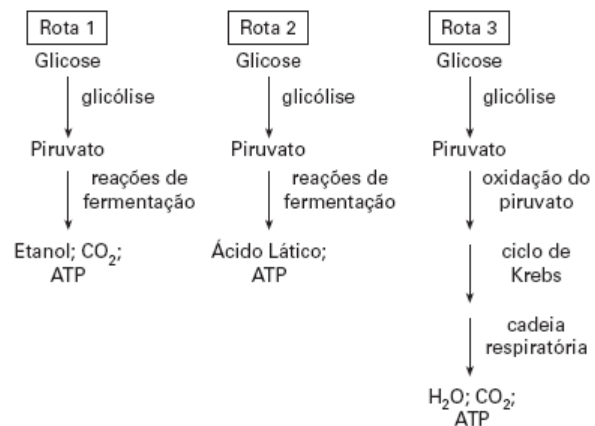 Rota 1
Glicose
glicólise
Piruvato
reações de
fermentação
Etanol; CO₂;
ATP
Rota 2
Glicose
glicólise
Piruvato
reações de
fermentação
Ácido Lático;
ATP
Rota 3
Glicose
glicólise
Piruvato
oxidação do
piruvato
ciclo de
Krebs
cadeia
respiratória
H₂O; CO₂;
ATP